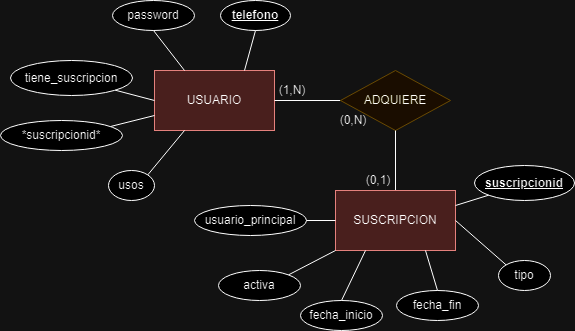 password
telefono
tiene_suscripcion
USUARIO
(1,N)
ADQUIERE
(0,N)
*suscripcionid*
usos
(0,1)
suscripcionid
usuario_principal
SUSCRIPCION
activa
tipo
fecha_inicio
fecha_fin